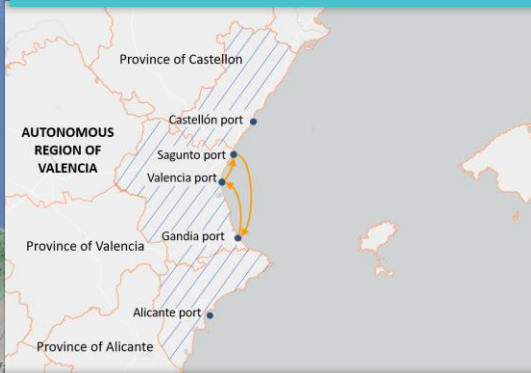 Province of Castellon
Castellón port
AUTONOMOUS
REGION OF
VALENCIA
Sagunto port
Valencia port
Province of Valencia
Gandia port
Alicante port
Province of Alicante